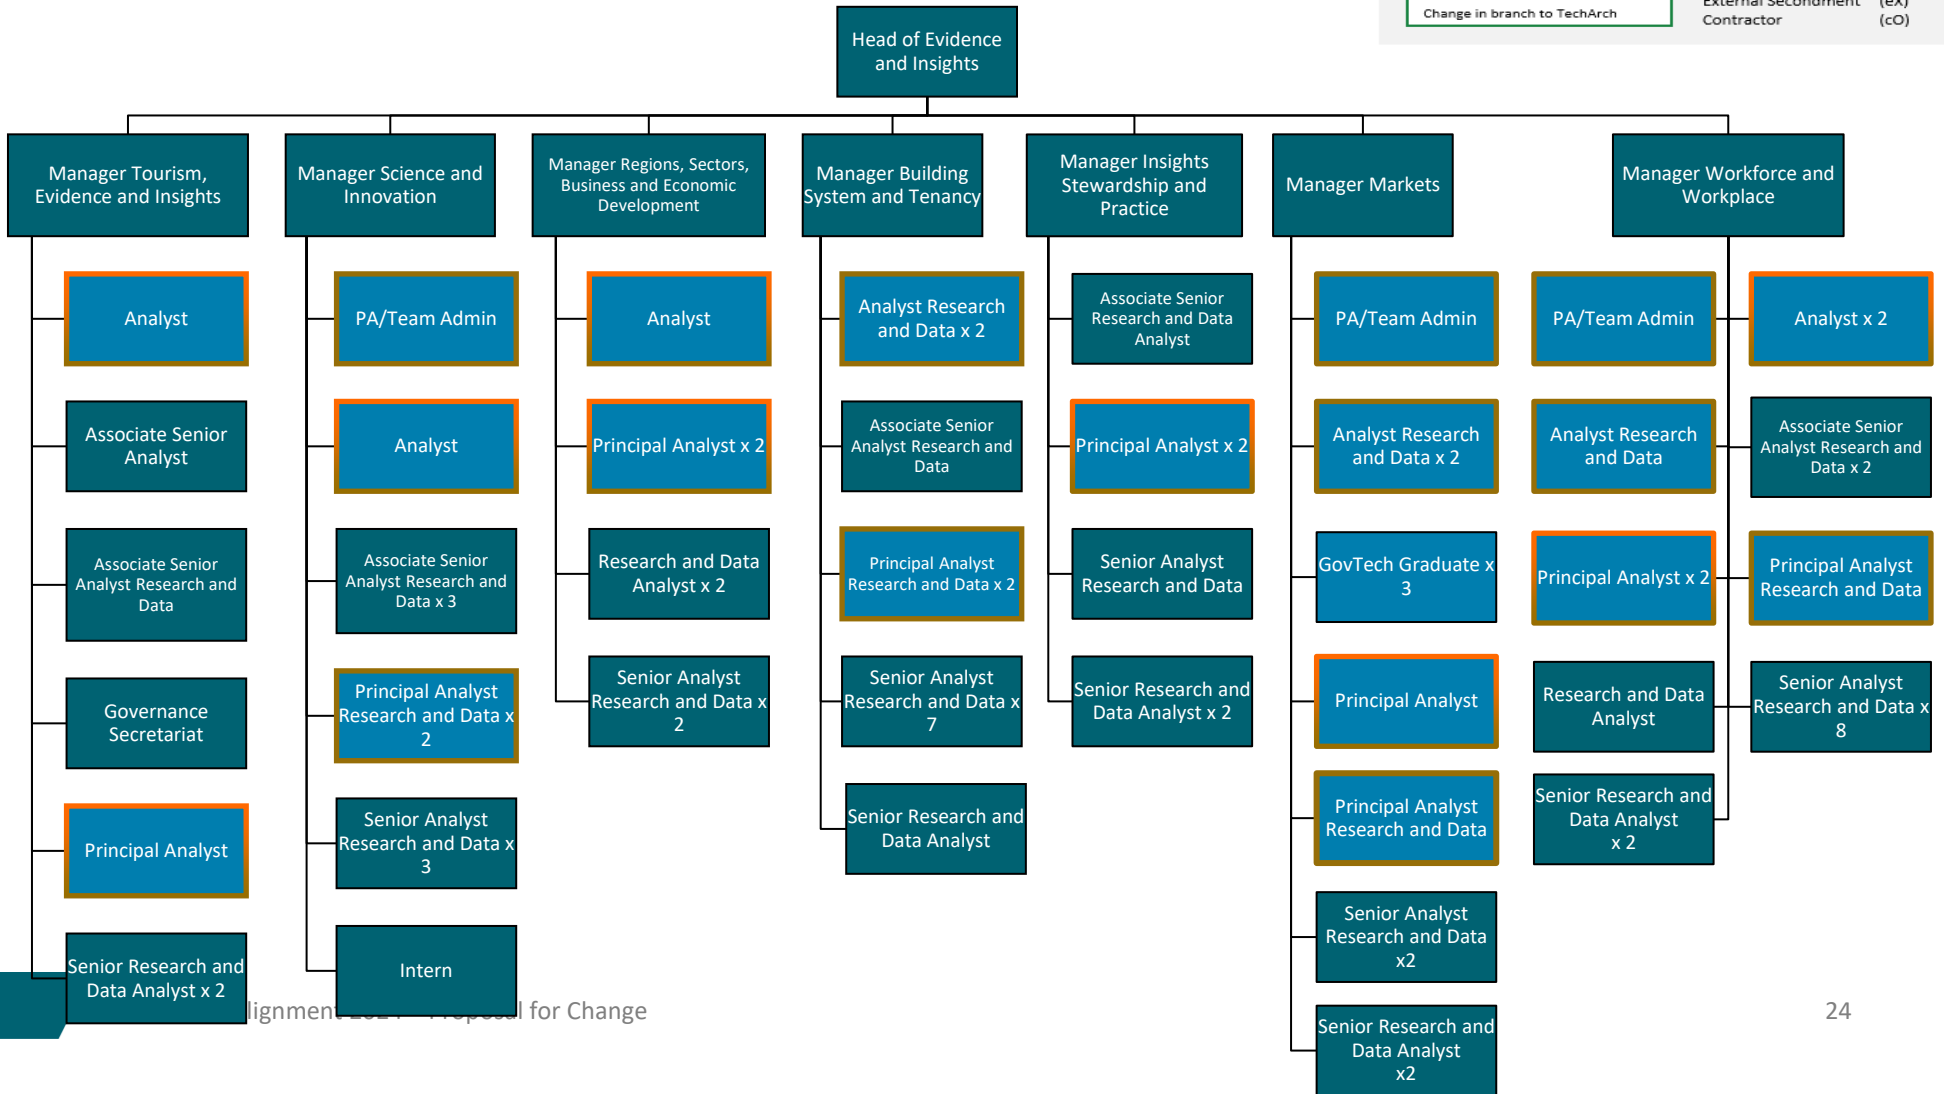 Change in branch to TechArch
External Secondment (eX)
Contractor (cO)
Head of Evidence
and Insights
Manager Tourism,
Evidence and Insights
Manager Science and
Innovation
Manager Regions, Sectors,
Business and Economic
Development
Manager Building
System and Tenancy
Manager Insights
Stewardship and
Practice
Manager Markets
Manager Workforce and
Workplace
Analyst
Associate Senior
Analyst
Associate Senior
Analyst Research and
Data
Governance
Secretariat
Principal Analyst
Senior Research and
Data Analyst x 2
PA/Team Admin
Analyst
Associate Senior
Analyst Research and
Data x 3
Principal Analyst
Research and Data x
2
Senior Analyst
Research and Data x
3
Intern
Analyst
Principal Analyst x 2
Research and Data
Analyst x 2
Senior Analyst
Research and Data x
2
Analyst Research
and Data x 2
Associate Senior
Analyst Research and
Data
Principal Analyst
Research and Data x 2
Senior Analyst
Research and Data x
7
Senior Research and
Data Analyst
Associate Senior
Research and Data
Analyst
Principal Analyst x 2
Senior Analyst
Research and Data
Senior Research and
Data Analyst x 2
PA/Team Admin
Analyst Research
and Data x 2
GovTech Graduate x
3
Principal Analyst
Principal Analyst
Research and Data
Senior Analyst
Research and Data
x2
Senior Research and
Data Analyst
x2
PA/Team Admin
Analyst Research
and Data
Principal Analyst x 2
Research and Data
Analyst
Senior Research and
Data Analyst
x 2
Analyst x 2
Associate Senior
Analyst Research and
Data x 2
Principal Analyst
Research and Data
Senior Analyst
Research and Data x
8
lignment for Change
24